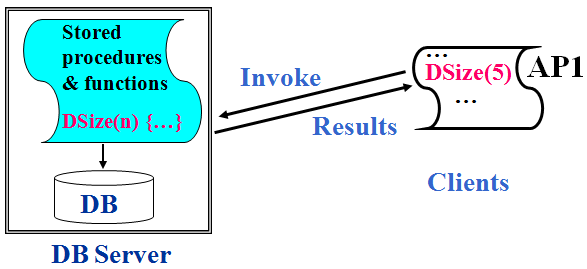 Stored
procedures
& functions
DSize(n) {…}
DB
DB Server
Invoke
Results
…
DSize(5)
…
AP1
Clients